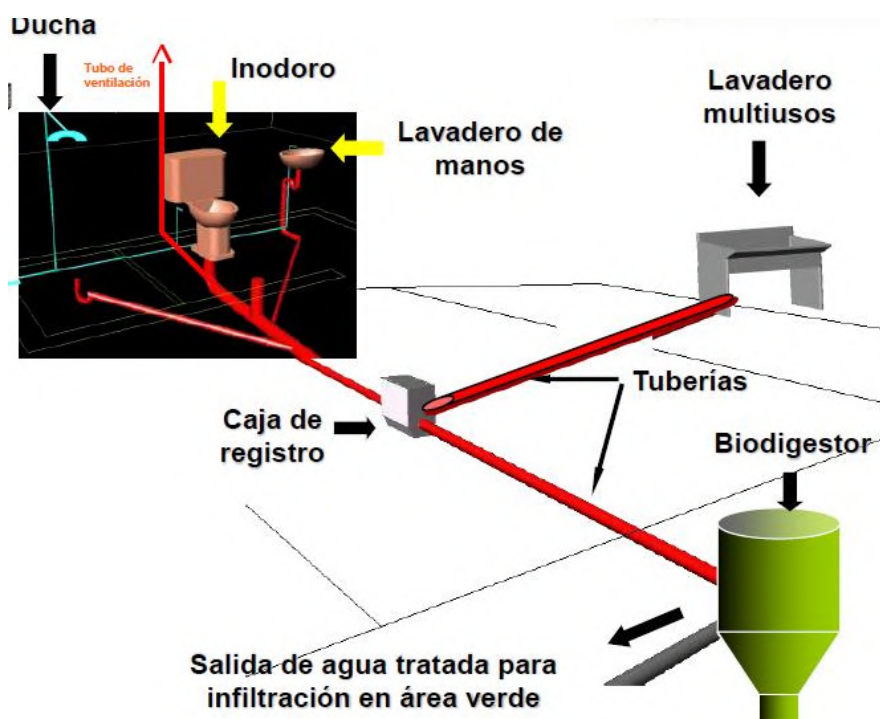 Ducha
Tubo de
ventilación
Inodoro
Lavadero de
manos
Lavadero
multiusos
Tuberías
Caja de
registro
Biodigestor
Salida de agua tratada para
infiltración en área verde